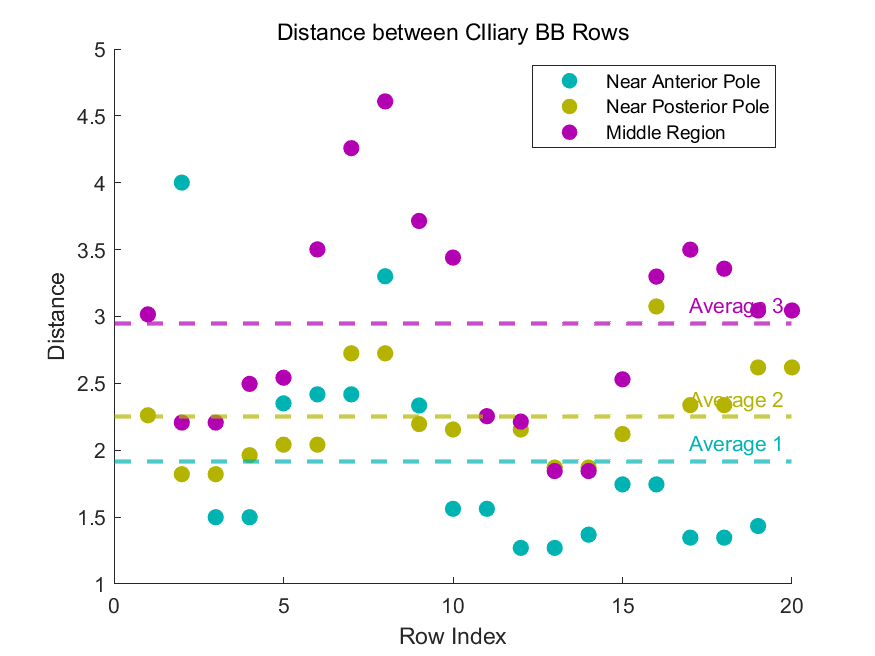 Distance between CIliary BB Rows
Near Anterior Pole
Near Posterior Pole
Middle Region
5
4.5
4
3.5
3
2.5
2
1.5
1
Distance
Average 3
Average 2
Average 1
0
5
10
15
20
Row Index